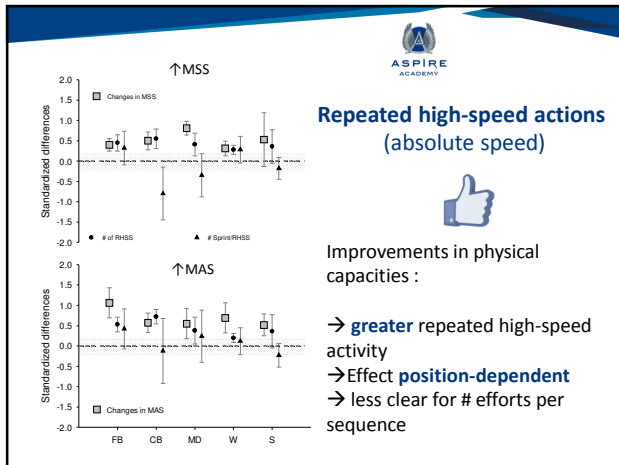 ASPIRE
ACADEMY
↑MSS
2.0
1.5
1.0
0.5
0.0
-0.5
-1.0
-1.5
-2.0
Standardized differences
Changes in MSS
# of RHSS
# Sprint/RHSS
↑MAS
2.0
1.5
1.0
0.5
0.0
-0.5
-1.0
-1.5
-2.0
Standardized differences
Changes in MAS
FB CB MD W S
Repeated high-speed actions
(absolute speed)
Improvements in physical
capacities :
→ greater repeated high-speed
activity
→Effect position-dependent
→ less clear for # efforts per
sequence